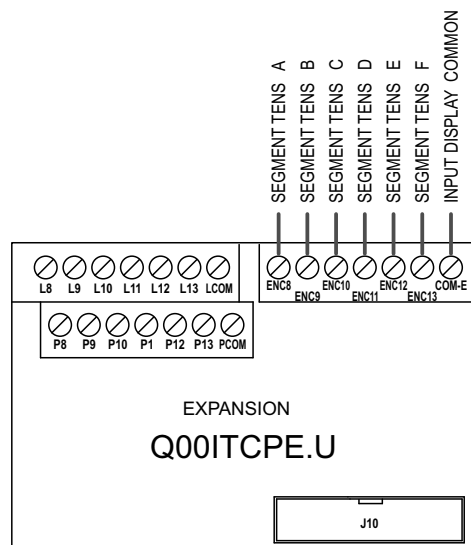 SEGMENT TENS A
SEGMENT TENS B
SEGMENT TENS C
SEGMENT TENS D
SEGMENT TENS E
SEGMENT TENS F
INPUT DISPLAY COMMON
L8 L9 L10 L11 L12 L13 LCOM
ENC8 ENC9 ENC10 ENC11 ENC12 ENC13 COM-E
P8 P9 P10 P1 P12 P13 PCOM
EXPANSION
Q00ITCPE.U
J10